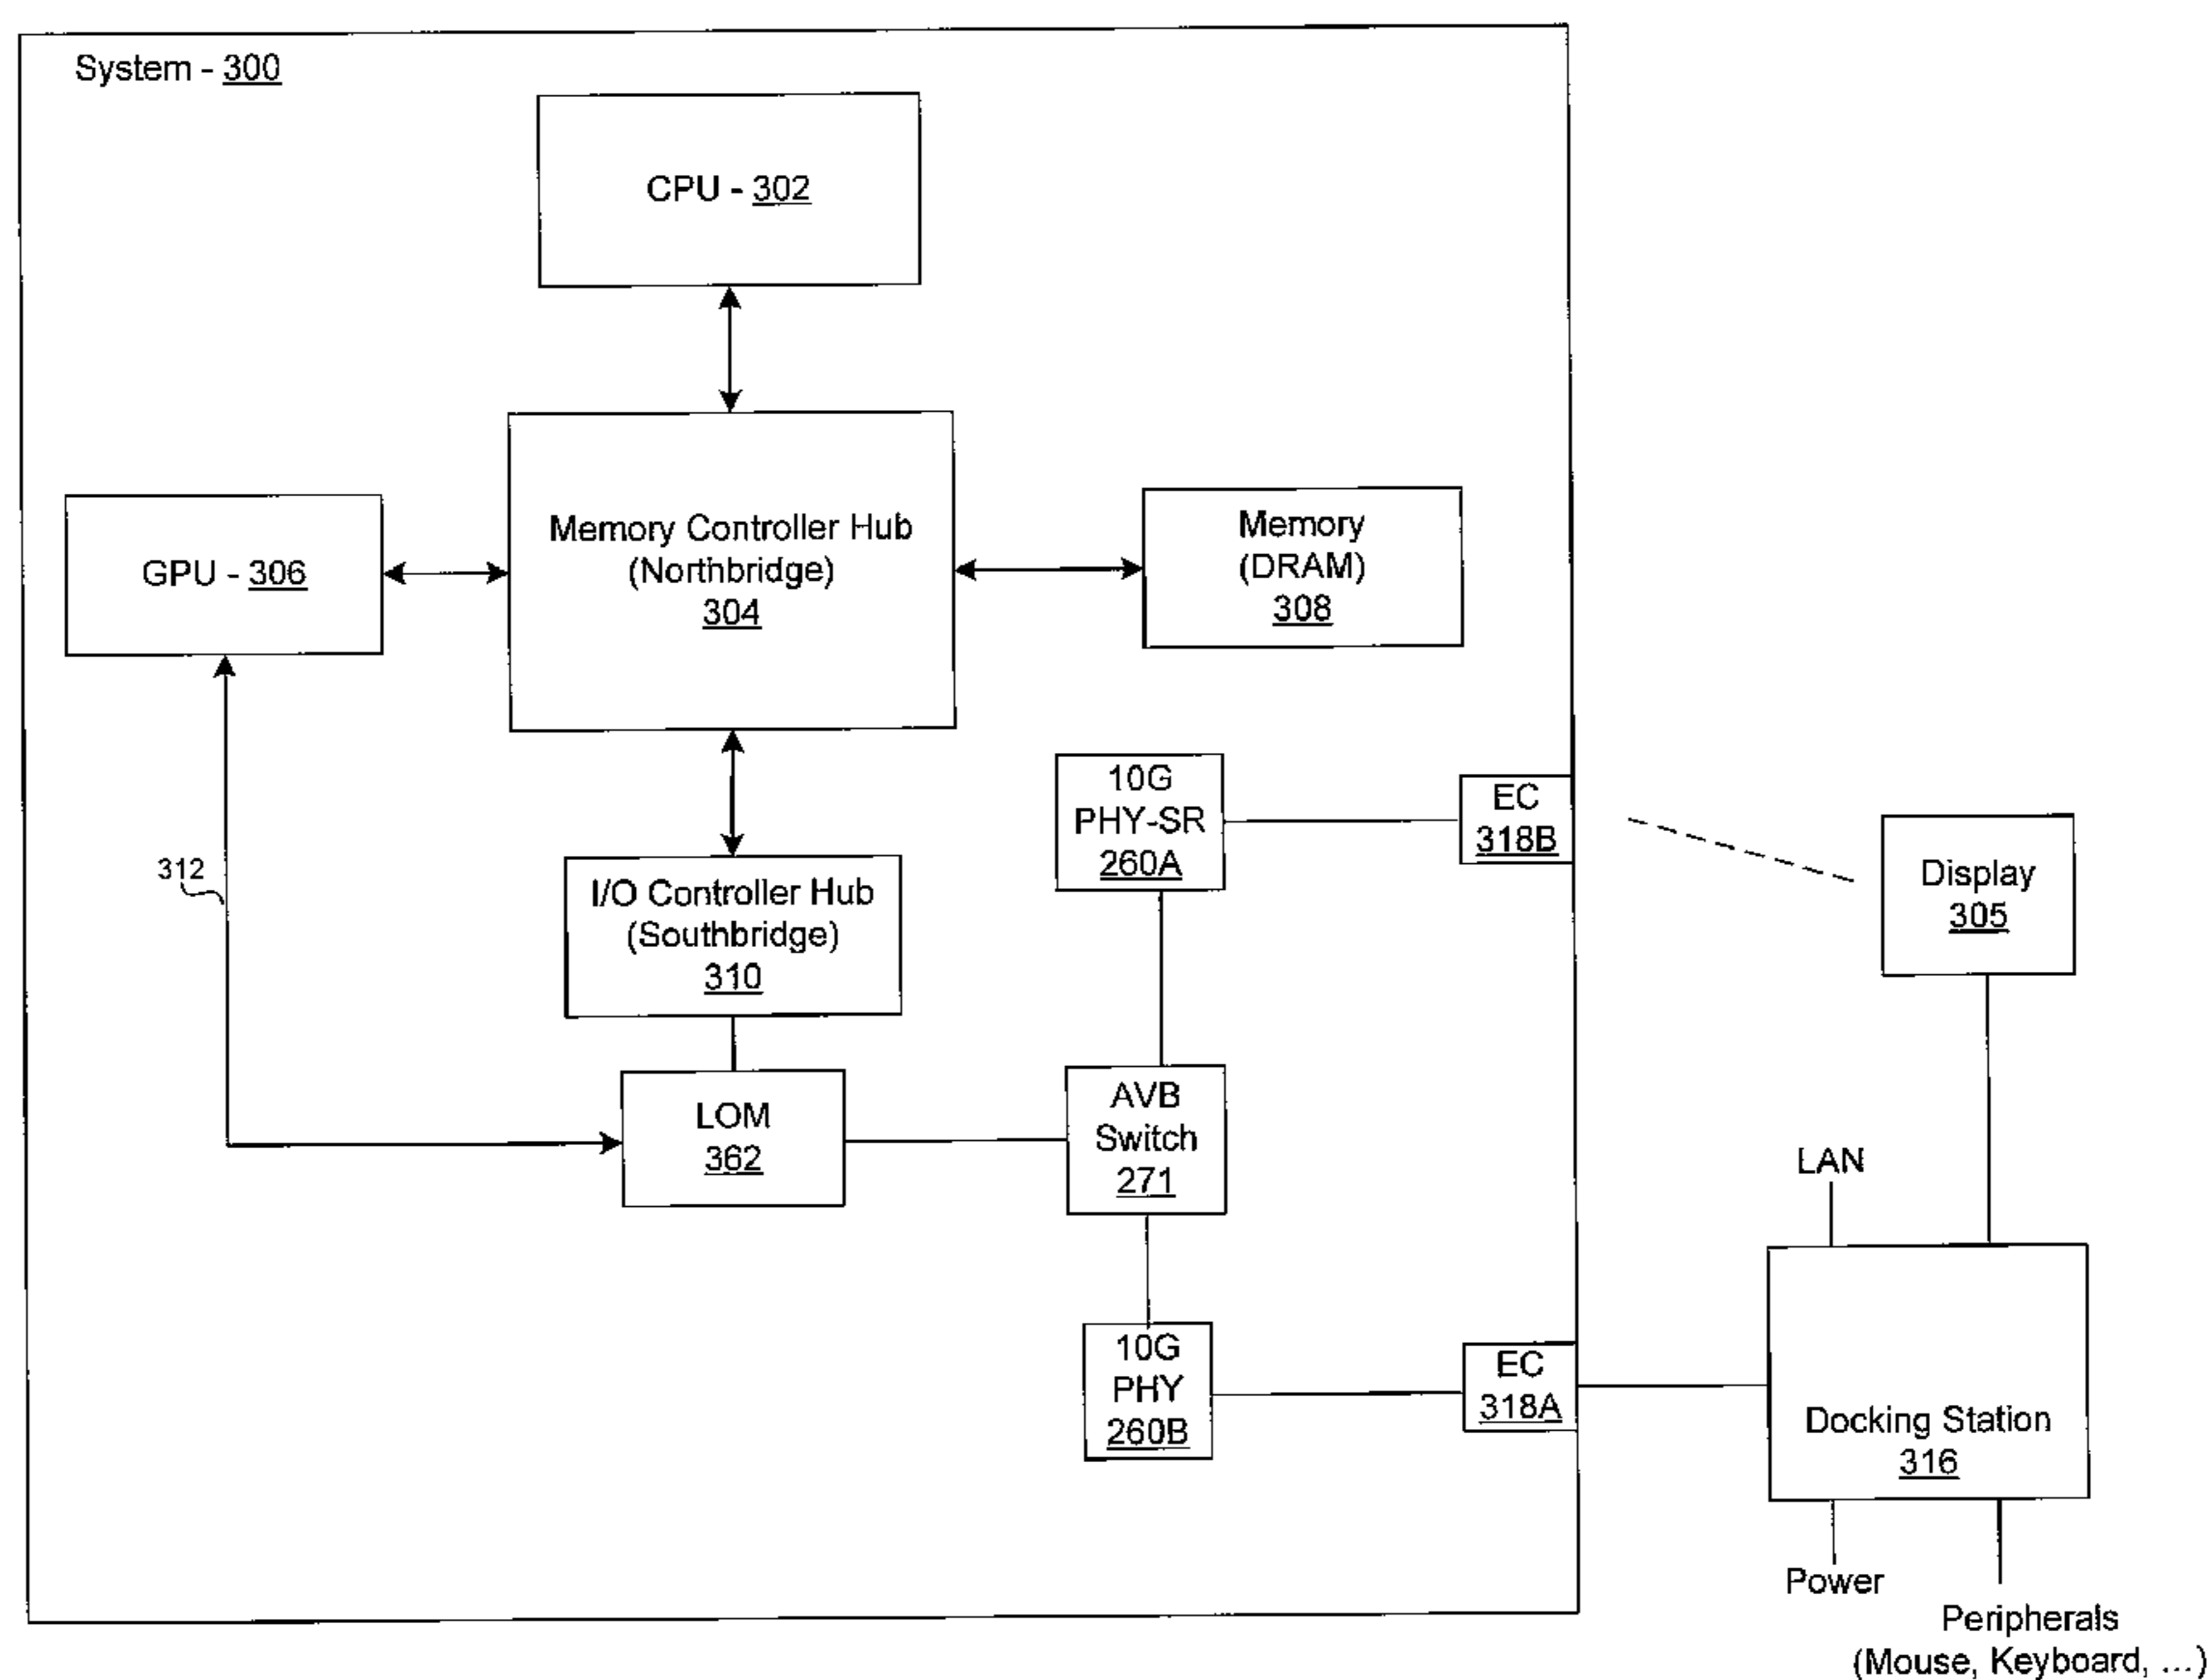 System - 300
CPU - 302
GPU - 306
Memory Controller Hub
(Northbridge)
304
Memory
(DRAM)
308
10G
PHY-SR
260A
EC
318B
312
I/O Controller Hub
(Southbridge)
310
Display
305
LOM
362
AVB
Switch
271
LAN
10G
PHY
260B
EC
318A
Docking Station
316
Power
Peripherals
(Mouse, Keyboard, ...)